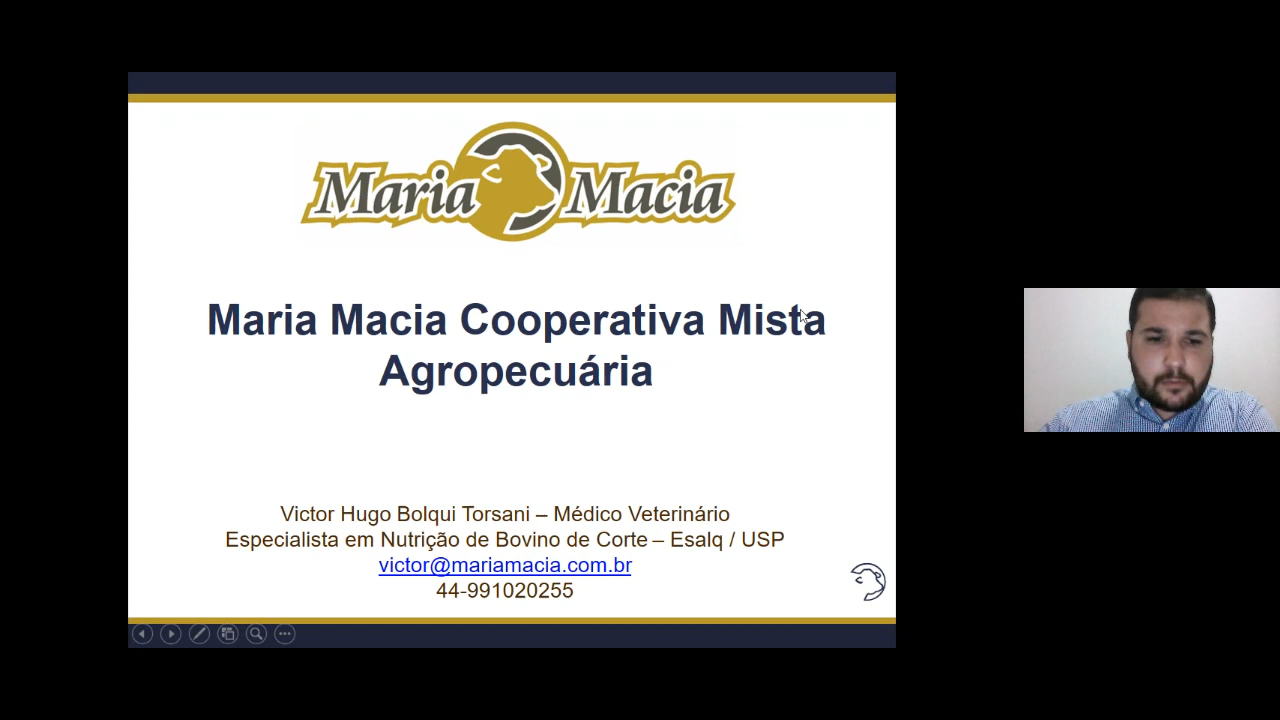 Maria Macia
Maria Macia Cooperativa Mista
Agropecuária
Victor Hugo Bolqui Torsani – Médico Veterinário
Especialista em Nutrição de Bovino de Corte – Esalq / USP
victor@mariamacia.com.br
44-991020255